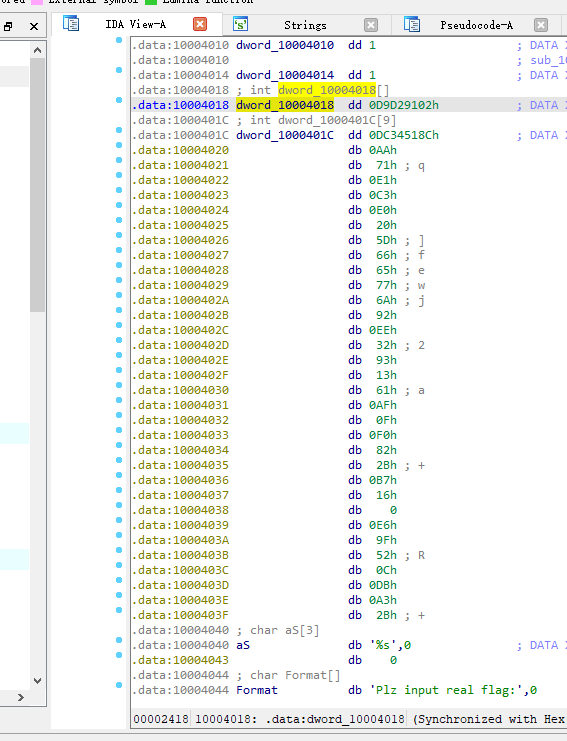 External symbol Lumina function
IDA View-A Strings Pseudocode-A
.data:10004010 dword_10004010 dd 1 ; DATA
.data:10004010 ;
.data:10004014 dword_10004014 dd 1 ; DATA
.data:10004018 ; int dword_10004018[]
.data:10004018 dword_10004018 dd 0D9D29102h ; DATA
.data:1000401C ; int dword_1000401C[9]
.data:1000401C dword_1000401C dd 0DC34518Ch ; DATA
.data:10004020 db 0AAh
.data:10004021 db 71h ; q
.data:10004022 db 0E1h
.data:10004023 db 0C3h
.data:10004024 db 0E0h
.data:10004025 db 20h
.data:10004026 db 5Dh ; ]
.data:10004027 db 66h ; f
.data:10004028 db 65h ; e
.data:10004029 db 77h ; w
.data:1000402A db 6Ah ; j
.data:1000402B db 92h
.data:1000402C db 0EEh
.data:1000402D db 32h ; 2
.data:1000402E db 93h
.data:1000402F db 13h
.data:10004030 db 61h ; a
.data:10004031 db 0AFh
.data:10004032 db 0Fh
.data:10004033 db 0F0h
.data:10004034 db 82h
.data:10004035 db 2Bh ; +
.data:10004036 db 0B7h
.data:10004037 db 16h
.data:10004038 db 0
.data:10004039 db 0E6h
.data:1000403A db 9Fh
.data:1000403B db 52h ; R
.data:1000403C db 0Ch
.data:1000403D db 0DBh
.data:1000403E db 0A3h
.data:1000403F db 2Bh ; +
.data:10004040 ; char aS[3]
.data:10004040 aS db '%s',0 ; DATA
.data:10004043 db 0
.data:10004044 ; char Format[]
.data:10004044 Format db 'Plz input real flag:',0
00002418 10004018: .data:dword_10004018 (Synchronized with Hex